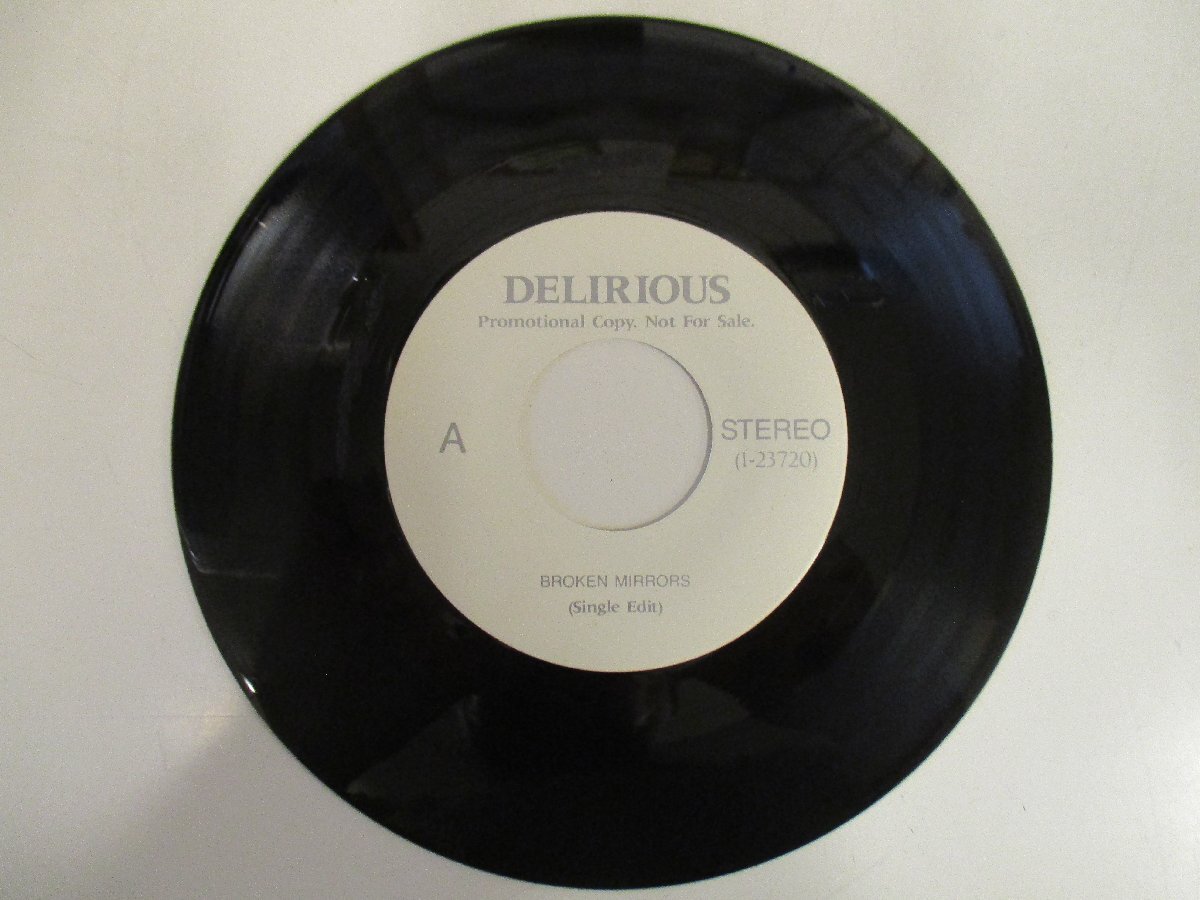 DELIRIOUS
Promotional Copy. Not For Sale.
A
STEREO
(1-23720)
BROKEN MIRRORS
(Single Edit)